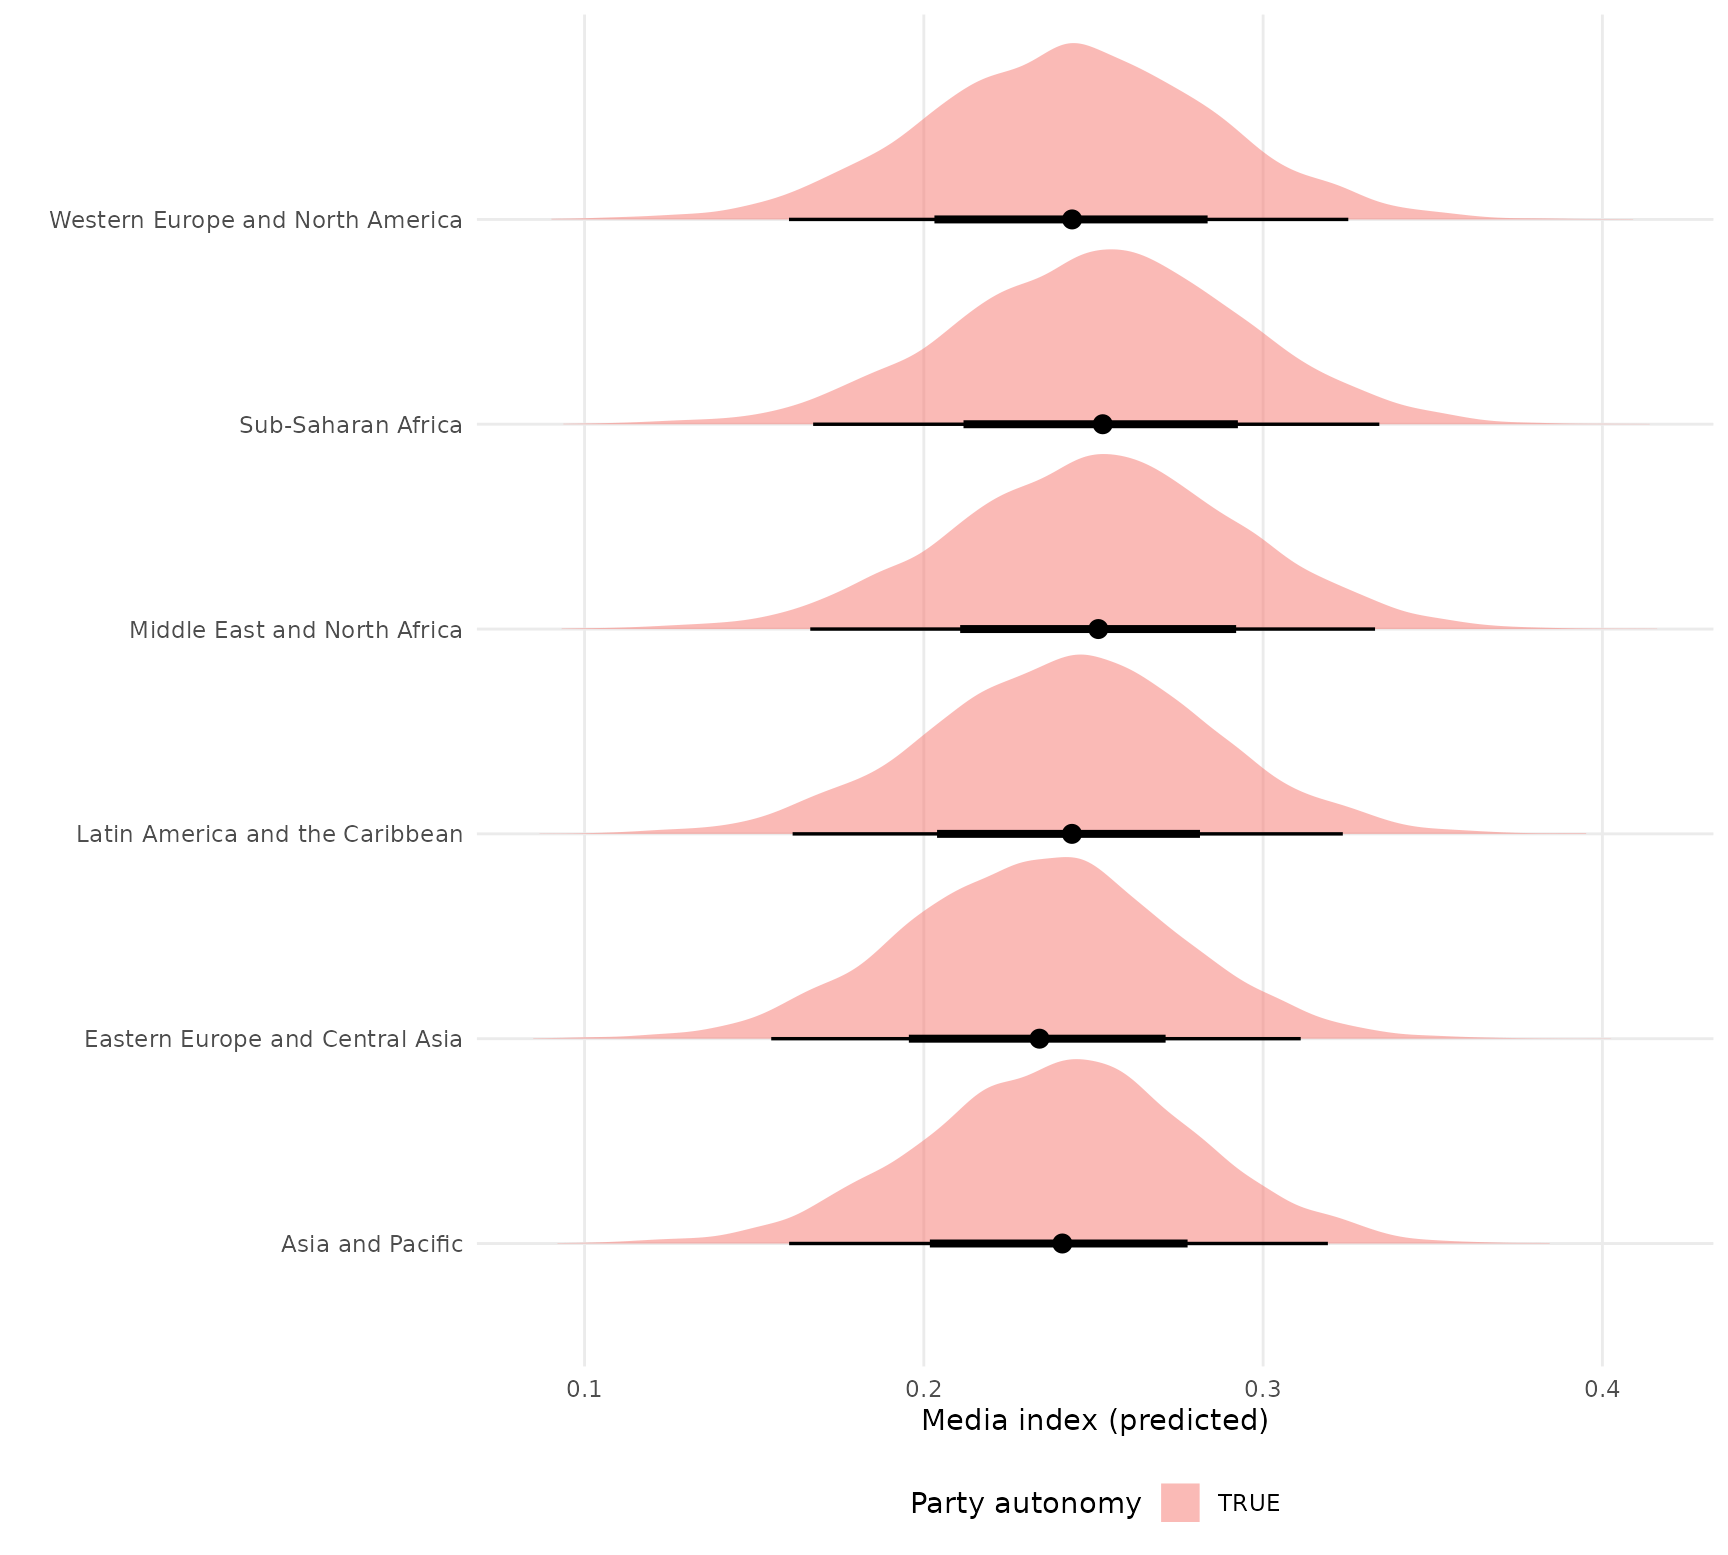 Western Europe and North America
Sub-Saharan Africa
Middle East and North Africa
Latin America and the Caribbean
Eastern Europe and Central Asia
Asia and Pacific
0.1 0.2 0.3 0.4
Media index (predicted)
Party autonomy TRUE